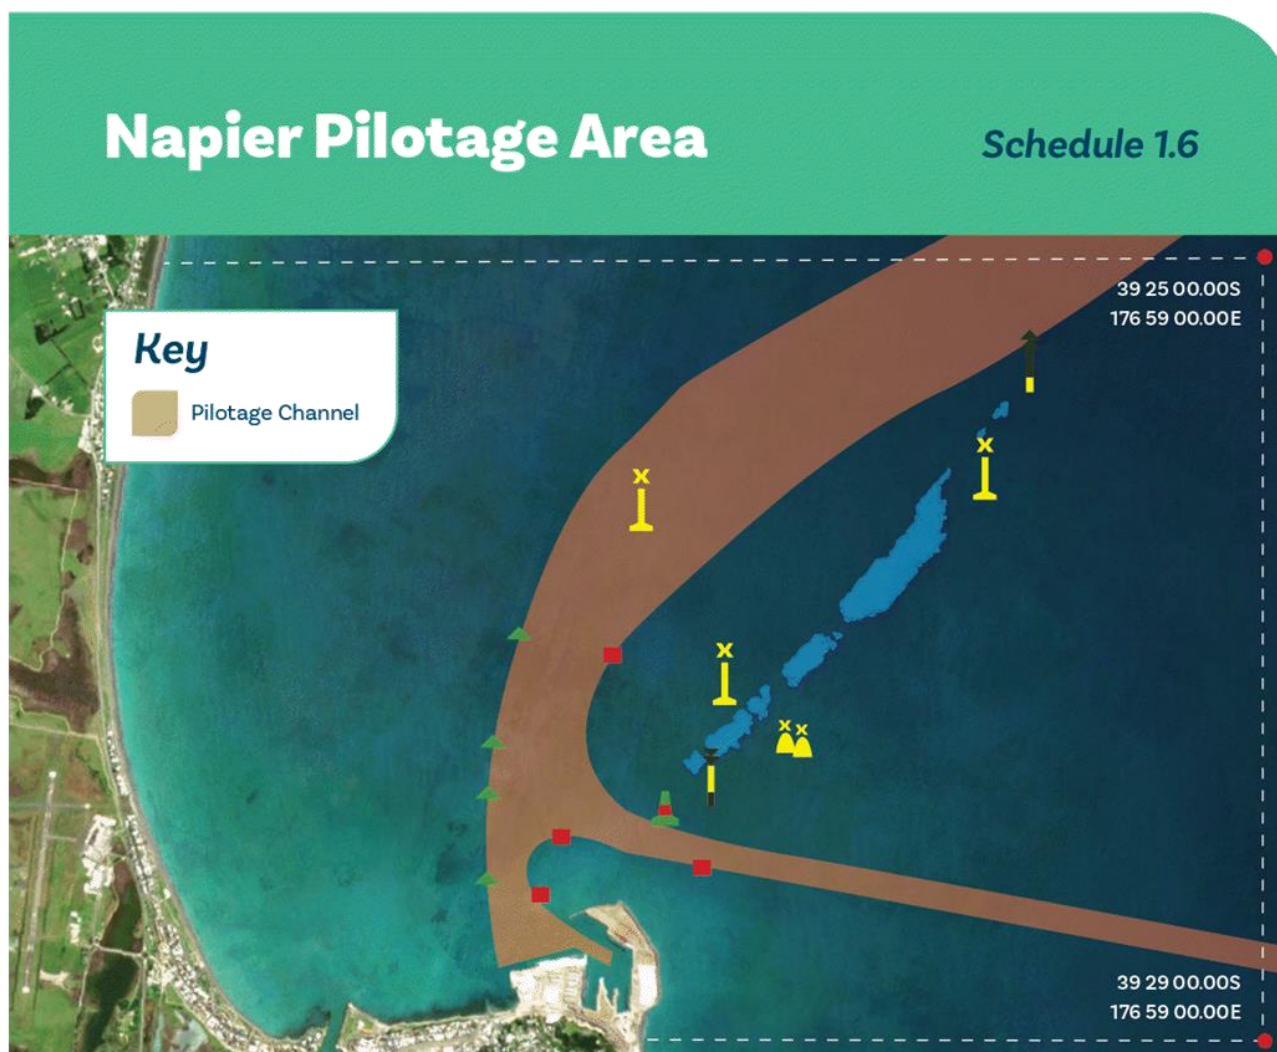 Napier Pilotage Area
Schedule 1.6
39 25 00.00S
176 59 00.00E
Key
Pilotage Channel
39 29 00.00S
176 59 00.00E